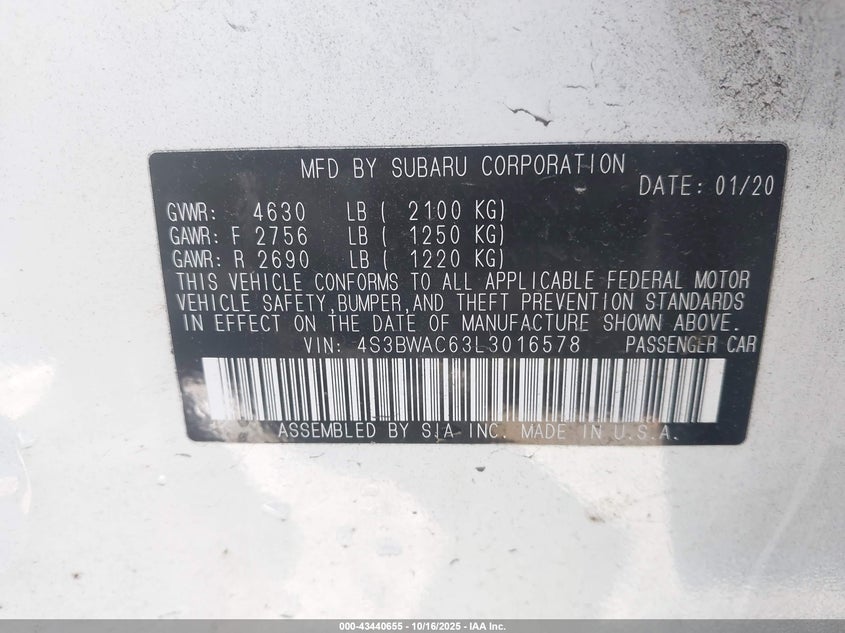 MFD BY SUBARU CORPORATION
DATE: 01/20
GVWR: 4630 LB ( 2100 KG)
GAWR: F 2756 LB ( 1250 KG)
GAWR: R 2690 LB ( 1220 KG)
THIS VEHICLE CONFORMS TO ALL APPLICABLE FEDERAL MOTOR
VEHICLE SAFETY,BUMPER,AND THEFT PREVENTION STANDARDS
IN EFFECT ON THE DATE OF MANUFACTURE SHOWN ABOVE.
VIN: 4S3BWAC63L3016578 PASSENGER CAR
ASSEMBLED BY SIA INC. MADE IN U.S.A.
000-43440655 - 10/16/2025 - IAA Inc.